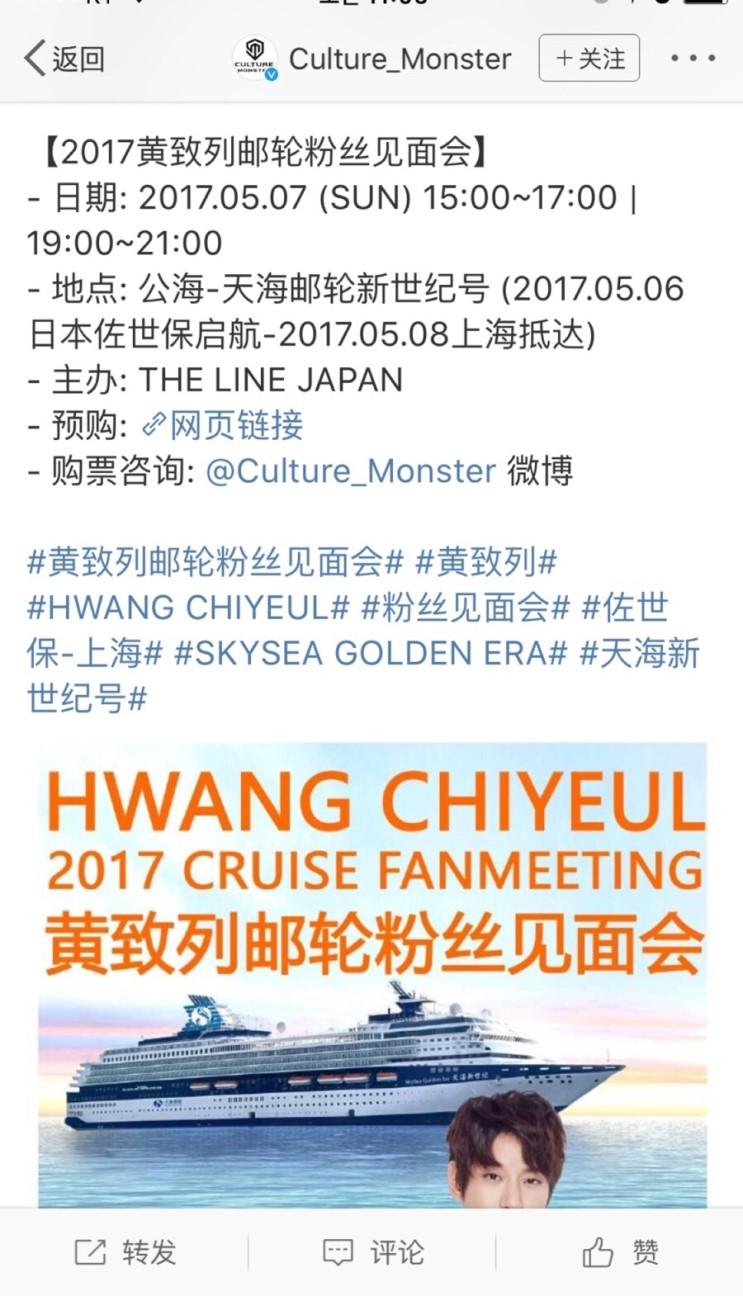 返回
CULTURE
MONSTER
Culture_Monster
+关注
【2017黄致列邮轮粉丝见面会】
- 日期: 2017.05.07 (SUN) 15:00~17:00 |
19:00~21:00
- 地点: 公海-天海邮轮新世纪号 (2017.05.06
日本佐世保启航-2017.05.08上海抵达)
- 主办: THE LINE JAPAN
- 预购: 网页链接
- 购票咨询: @Culture_Monster 微博
#黄致列邮轮粉丝见面会# #黄致列#
#HWANG CHIYEUL# #粉丝见面会# #佐世
保-上海# #SKYSEA GOLDEN ERA# #天海新
世纪号#
HWANG CHIYEUL
2017 CRUISE FANMEETING
黄致列邮轮粉丝见面会
转发
评论
赞